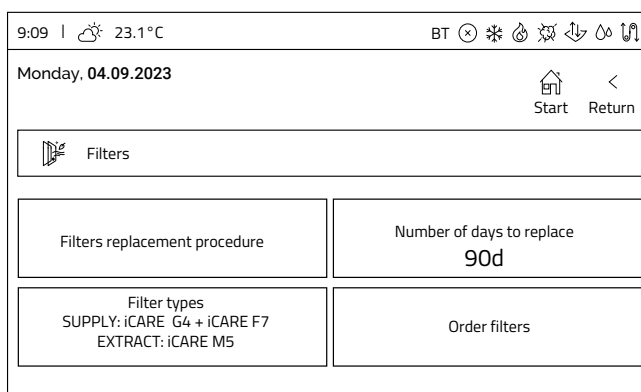 9:09 | 23.1°C BT
Monday, 04.09.2023
Start Return
Filters
Filters replacement procedure
Number of days to replace
90d
Filter types
SUPPLY: iCARE G4 + iCARE F7
EXTRACT: iCARE M5
Order filters